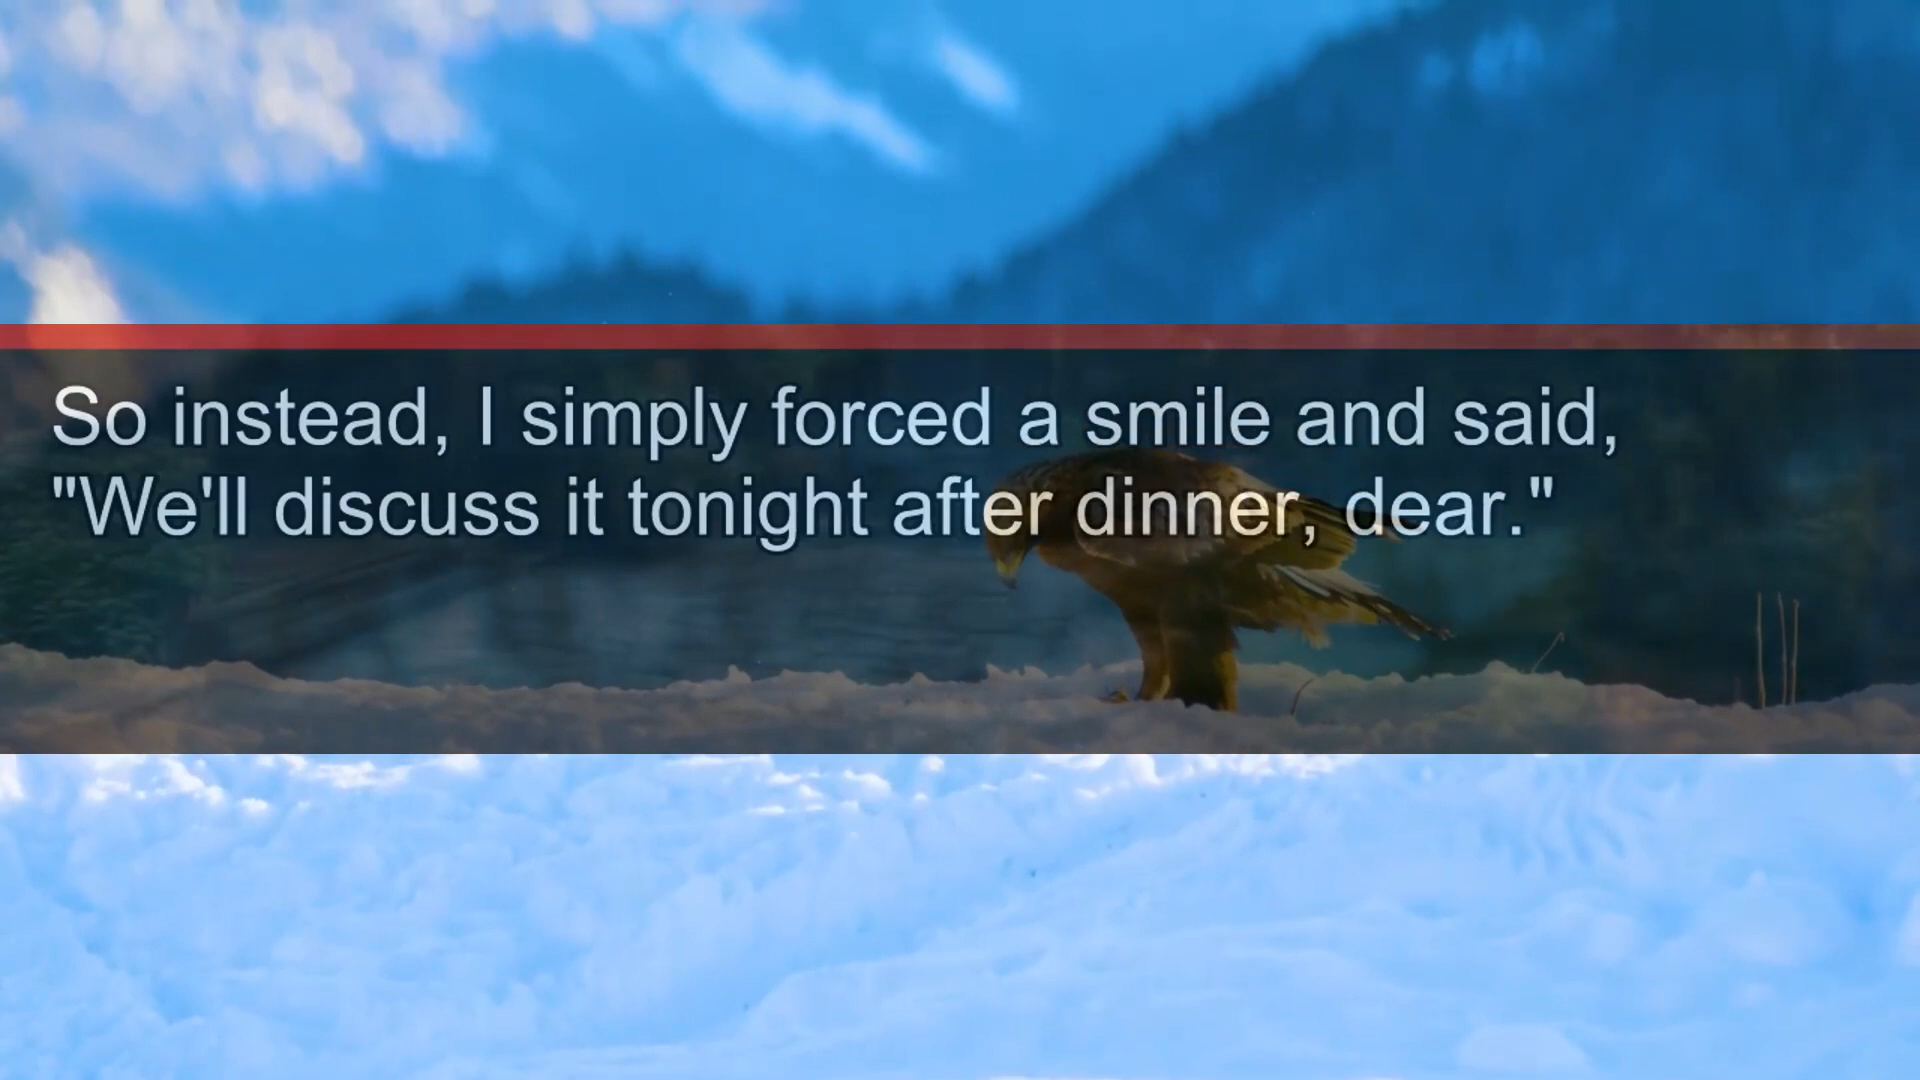 So instead, I simply forced a smile and said,
"We'll discuss it tonight after dinner, dear."